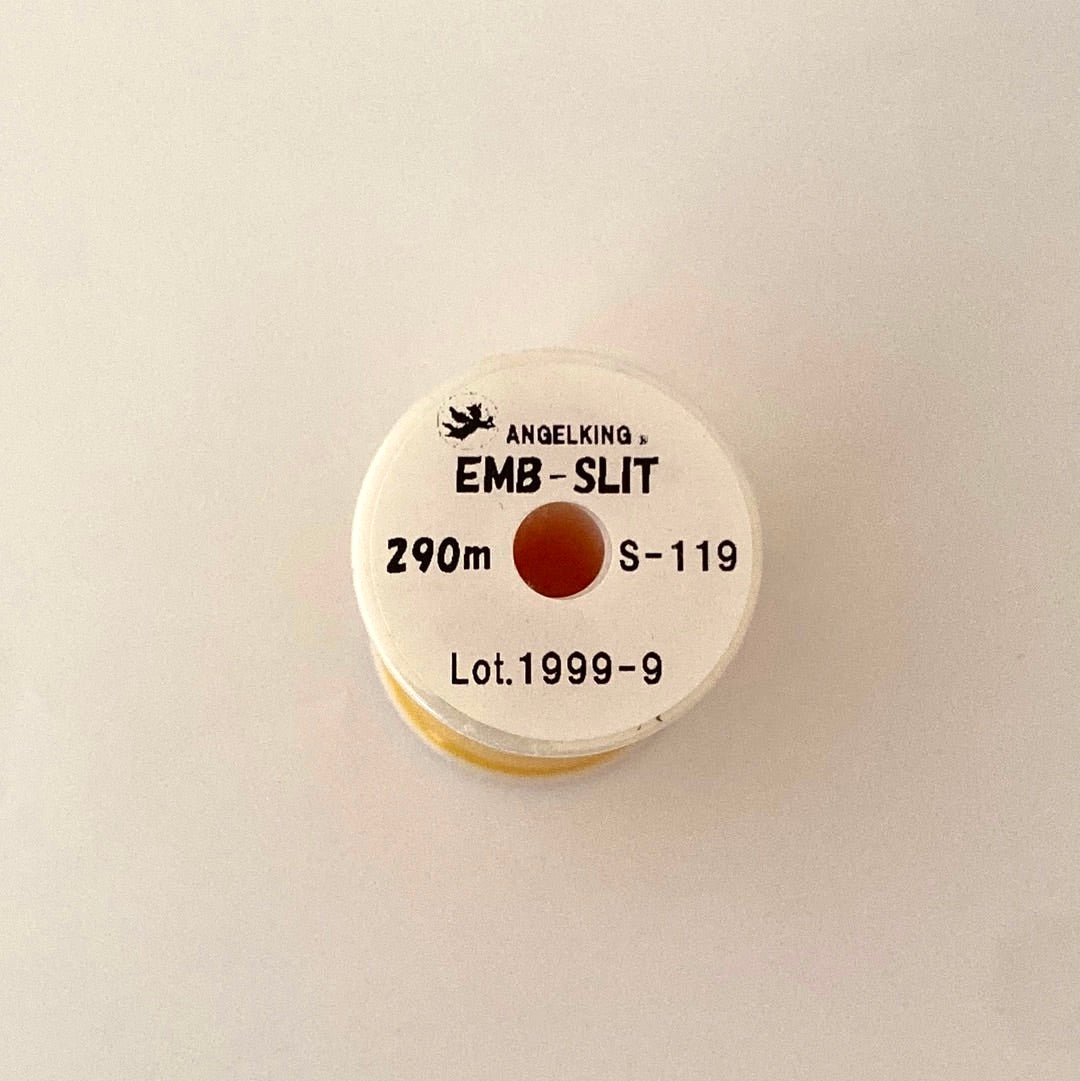 ANGELKING
EMB-SLIT
290m S-119
Lot.1999-9